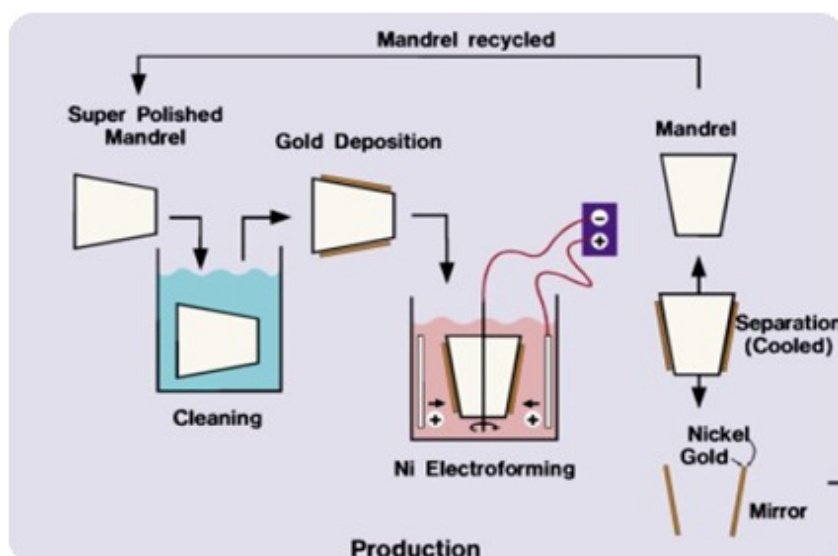 Mandrel recycled
Super Polished
Mandrel
Gold Deposition
Mandrel
−
+
Separation
(Cooled)
Cleaning
+
+
Ni Electroforming
Nickel
Gold
Mirror
Production